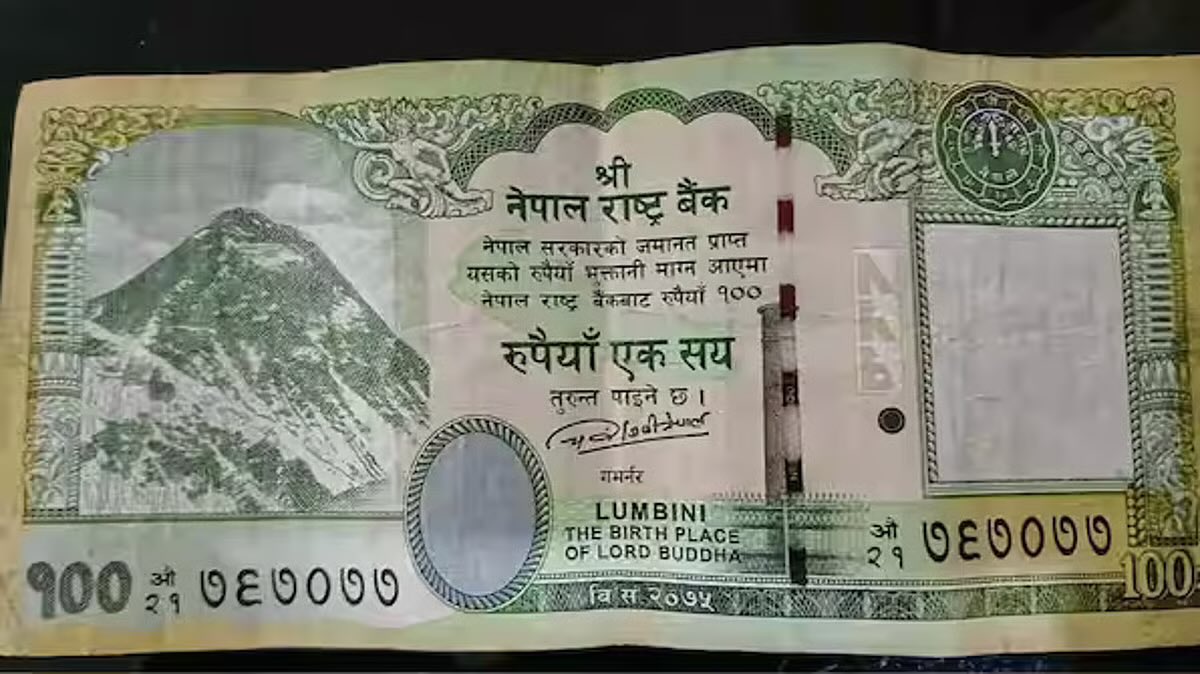 श्री
नेपाल राष्ट्र बैंक
नेपाल सरकारको जमानत प्राप्त
यसको रुपैयाँ भुक्तानी माग्न आएमा
नेपाल राष्ट्र बैंकबाट रुपैयाँ १००
रुपैयाँ एक सय
तुरुन्त पाइने छ ।
गभर्नर
LUMBINI
THE BIRTH PLACE
OF LORD BUDDHA
औ
२१ ७६७०७७
१०० औ
२१ ७६७०७७
वि सं २०७५
100